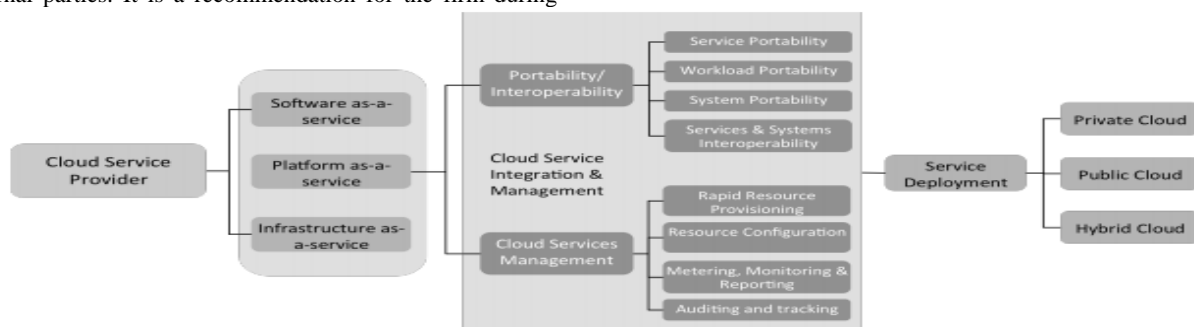 rnal parties. It is a recommendation for the firm during
Cloud Service
Provider
Software as-a-
service
Platform as-a-
service
Infrastructure as-
a-service
Portability/
Interoperability
Cloud Service
Integration &
Management
Cloud Services
Management
Service Portability
Workload Portability
System Portability
Services & Systems
Interoperability
Rapid Resource
Provisioning
Resource Configuration
Metering, Monitoring &
Reporting
Auditing and tracking
Service
Deployment
Private Cloud
Public Cloud
Hybrid Cloud